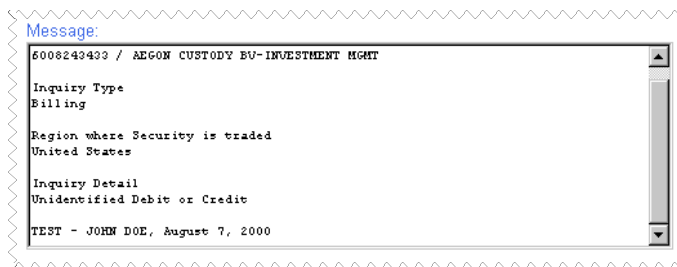 Message:
6008243433 / AEGON CUSTODY BV-INVESTMENT MGMT
Inquiry Type
Billing
Region where Security is traded
United States
Inquiry Detail
Unidentified Debit or Credit
TEST - JOHN DOE, August 7, 2000